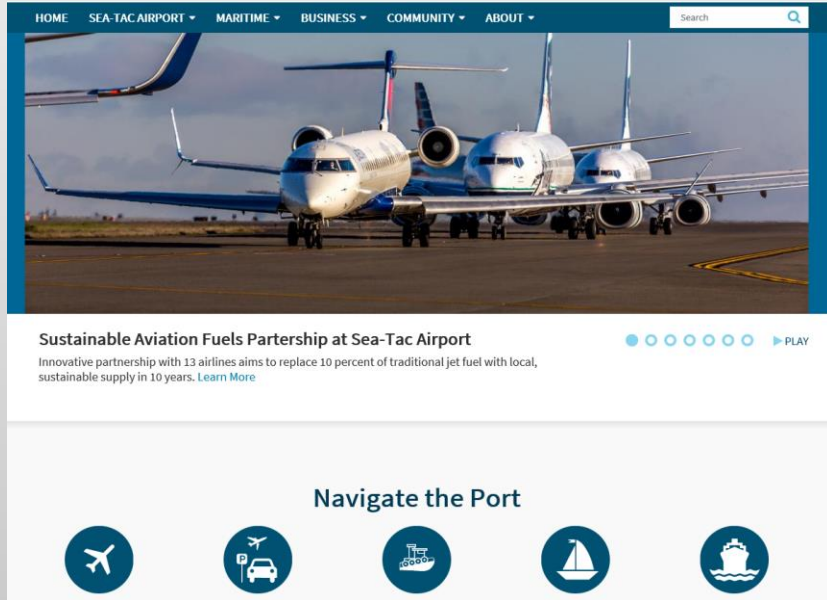 HOME SEA-TAC AIRPORT MARITIME BUSINESS COMMUNITY ABOUT Search
Sustainable Aviation Fuels Partership at Sea-Tac Airport
PLAY
Innovative partnership with 13 airlines aims to replace 10 percent of traditional jet fuel with local,
sustainable supply in 10 years. Learn More
Navigate the Port
P